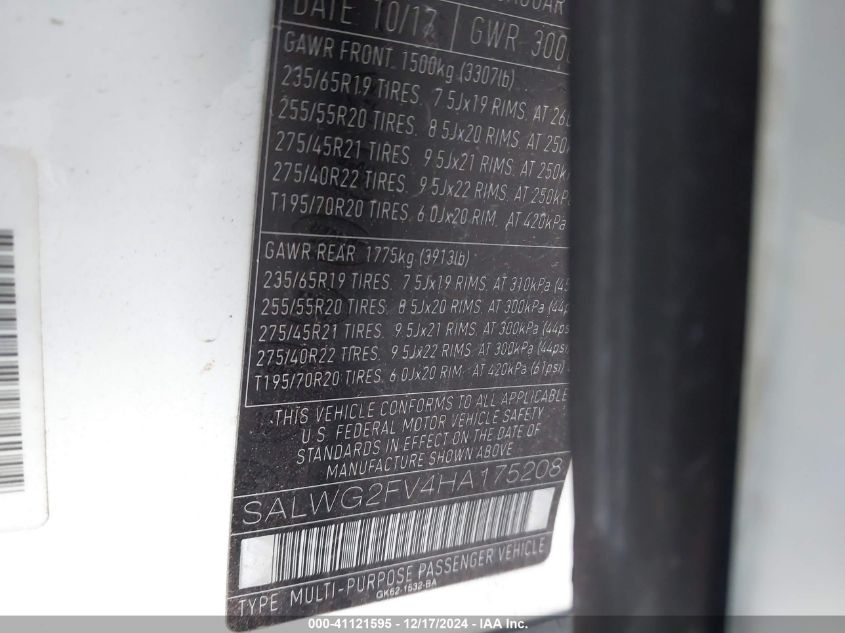 DATE 10/17 GWR 300
GAWR FRONT 1500kg (3307lb)
235/65R19 TIRES. 7 5Jx19 RIMS. AT 260
255/55R20 TIRES. 8 5Jx20 RIMS. AT 250
275/45R21 TIRES. 9 5Jx21 RIMS. AT 250k
275/40R22 TIRES. 9 5Jx22 RIMS. AT 250kP
T195/70R20 TIRES. 6.0Jx20 RIM. AT 420kPa
GAWR REAR 1775kg (3913lb)
235/65R19 TIRES. 7 5Jx19 RIMS. AT 310kPa (45
255/55R20 TIRES. 8 5Jx20 RIMS. AT 300kPa (44p
275/45R21 TIRES. 9 5Jx21 RIMS. AT 300kPa (44psi
275/40R22 TIRES. 9 5Jx22 RIMS. AT 300kPa (44psi)
T195/70R20 TIRES. 6.0Jx20 RIM AT 420kPa (61psi)
THIS VEHICLE CONFORMS TO ALL APPLICABLE
U.S. FEDERAL MOTOR VEHICLE SAFETY
STANDARDS IN EFFECT ON THE DATE OF
MANUFACTURE SHOWN ABOVE
SALWG2FV4HA175208
TYPE MULTI-PURPOSE PASSENGER VEHICLE
GK62-1532-BA
000-41121595 - 12/17/2024 - IAA Inc.